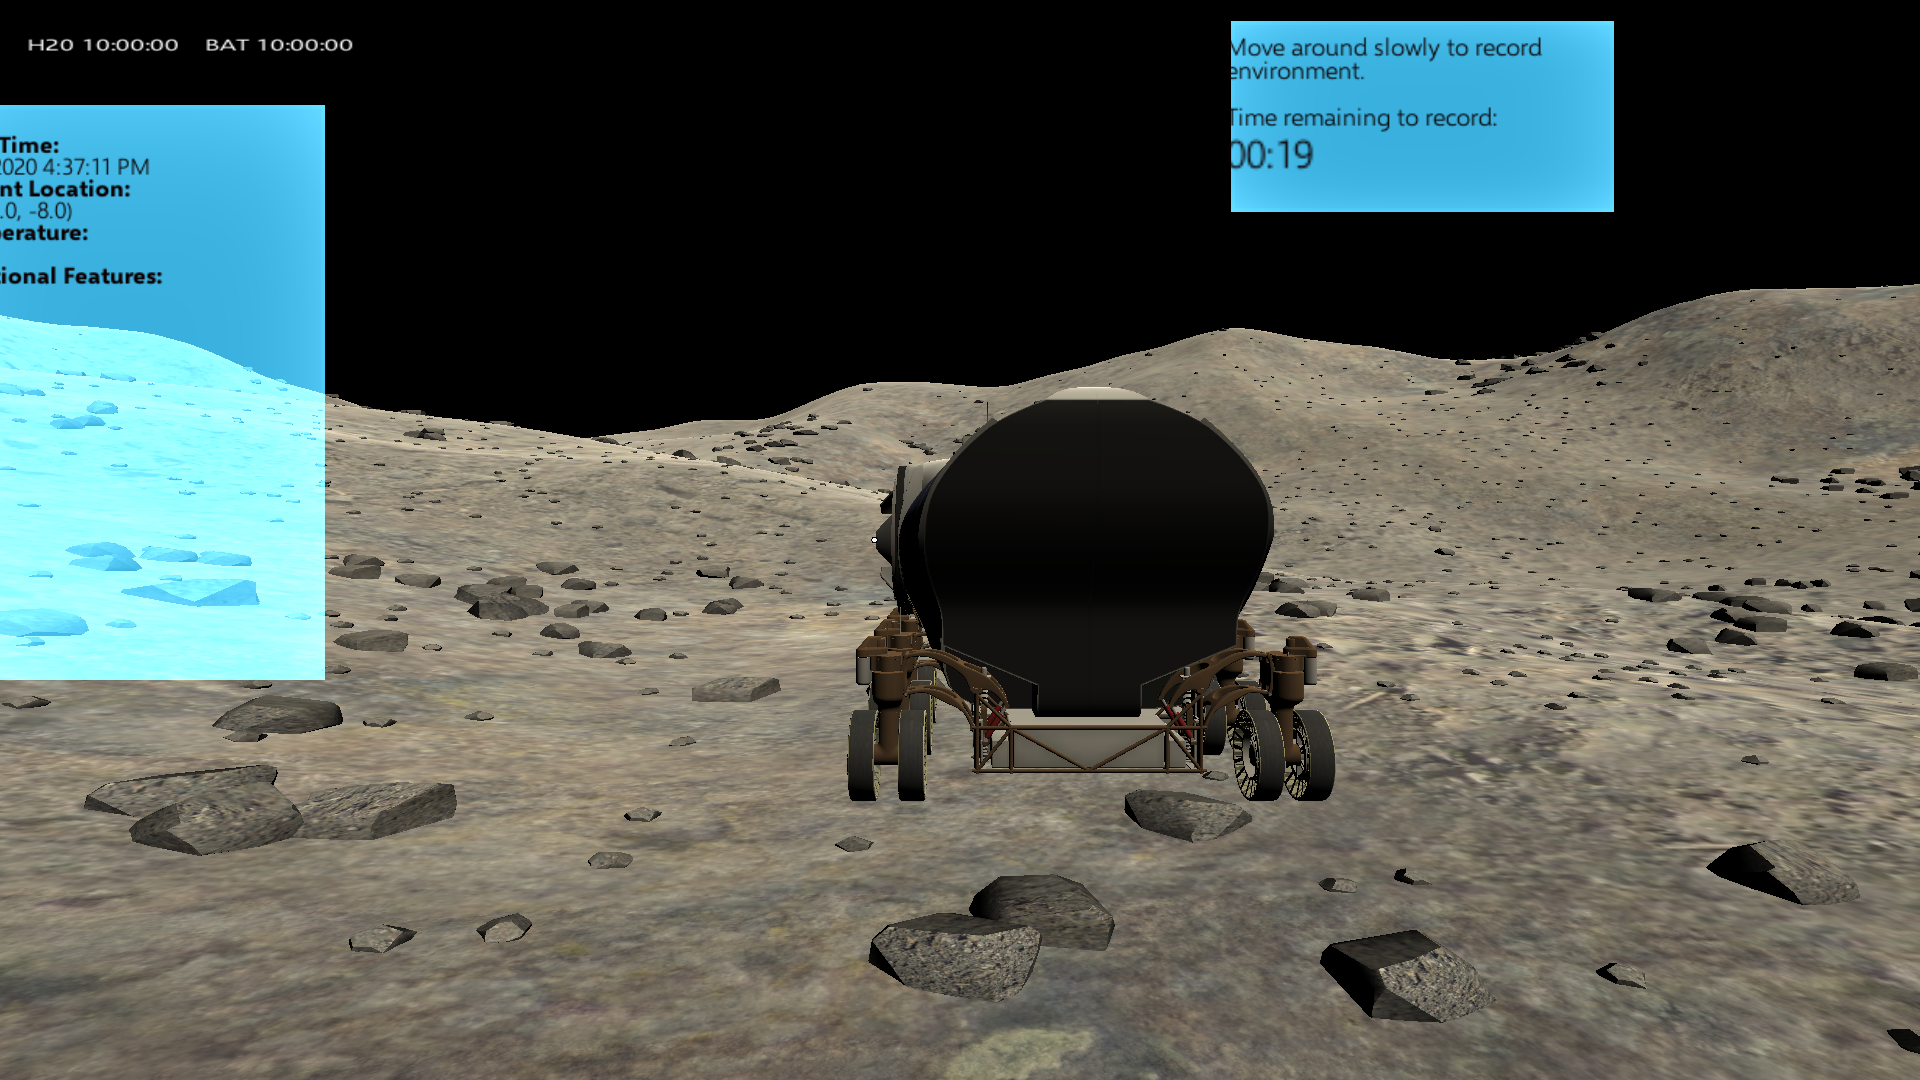 H20 10:00:00 BAT 10:00:00
Move around slowly to record
environment.
Time remaining to record:
00:19
Time:
2020 4:37:11 PM
nt Location:
.0, -8.0)
erature:
ional Features: